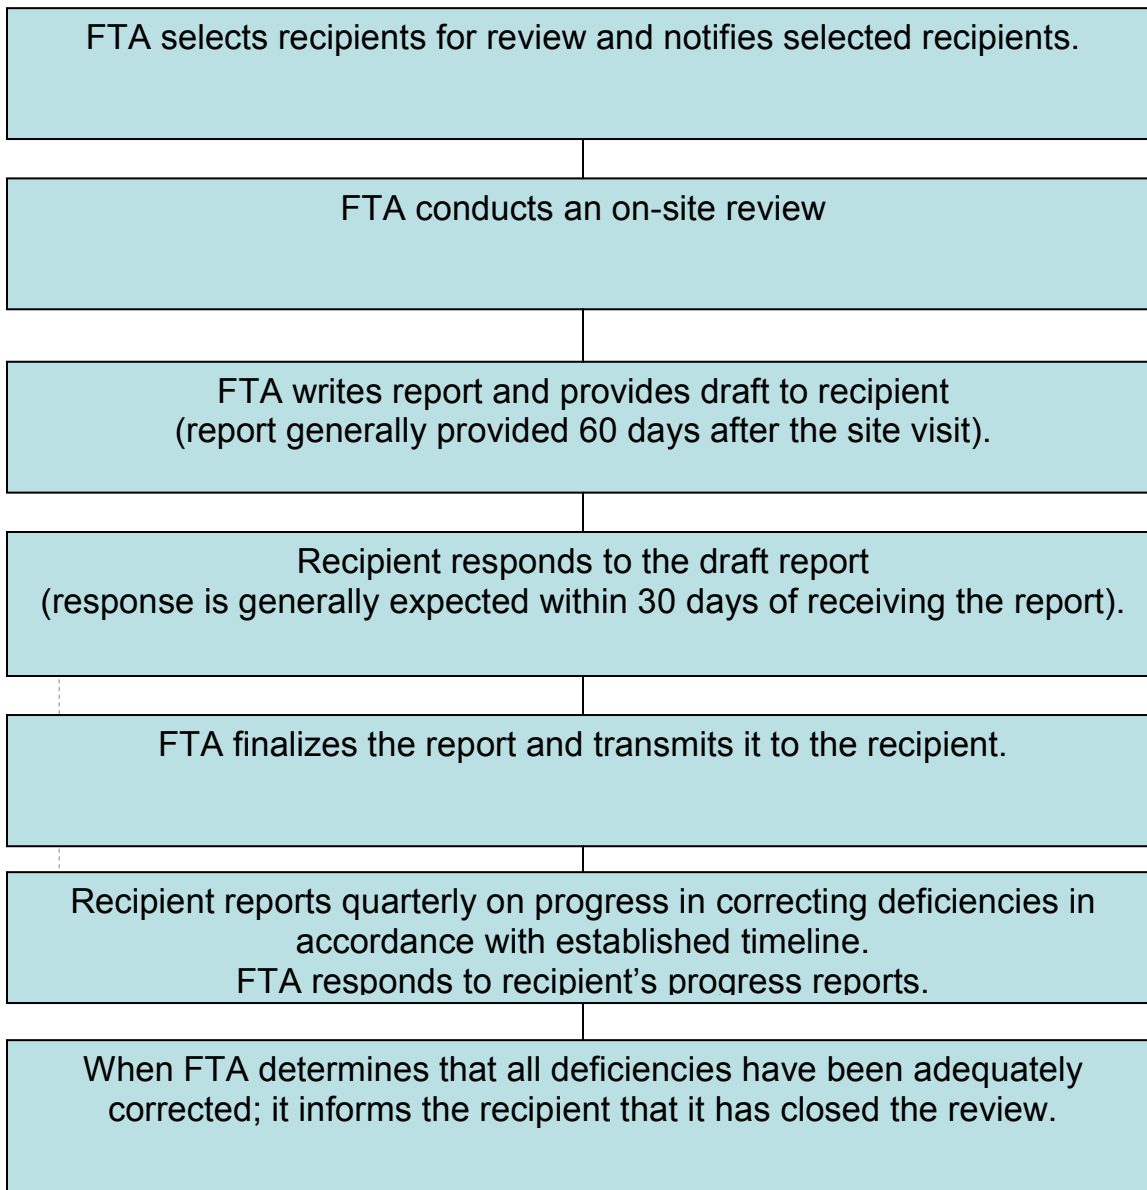 FTA selects recipients for review and notifies selected recipients.
FTA conducts an on-site review
FTA writes report and provides draft to recipient
(report generally provided 60 days after the site visit).
Recipient responds to the draft report
(response is generally expected within 30 days of receiving the report).
FTA finalizes the report and transmits it to the recipient.
Recipient reports quarterly on progress in correcting deficiencies in
accordance with established timeline.
FTA responds to recipient’s progress reports.
When FTA determines that all deficiencies have been adequately
corrected; it informs the recipient that it has closed the review.